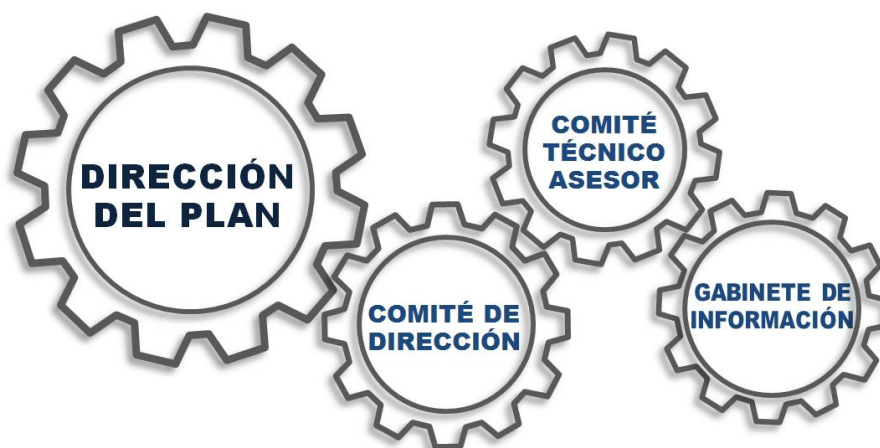 DIRECCIÓN
DEL PLAN
COMITÉ DE
DIRECCIÓN
COMITÉ
TÉCNICO
ASESOR
GABINETE DE
INFORMACIÓN